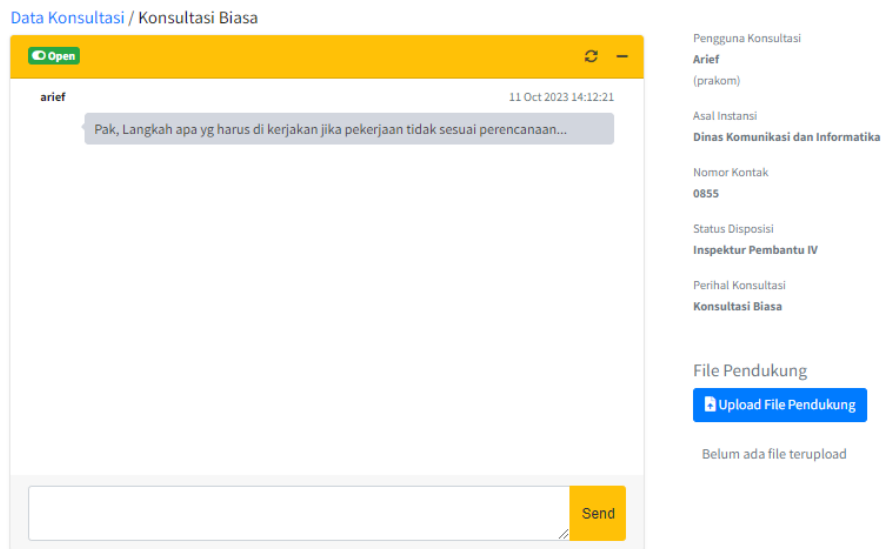 Data Konsultasi / Konsultasi Biasa
Open
arief
11 Oct 2023 14:12:21
Pak, Langkah apa yg harus di kerjakan jika pekerjaan tidak sesuai perencanaan...
Send
Pengguna Konsultasi
Arief
(prakom)
Asal Instansi
Dinas Komunikasi dan Informatika
Nomor Kontak
0855
Status Disposisi
Inspektur Pembantu IV
Perihal Konsultasi
Konsultasi Biasa
File Pendukung
Upload File Pendukung
Belum ada file terupload